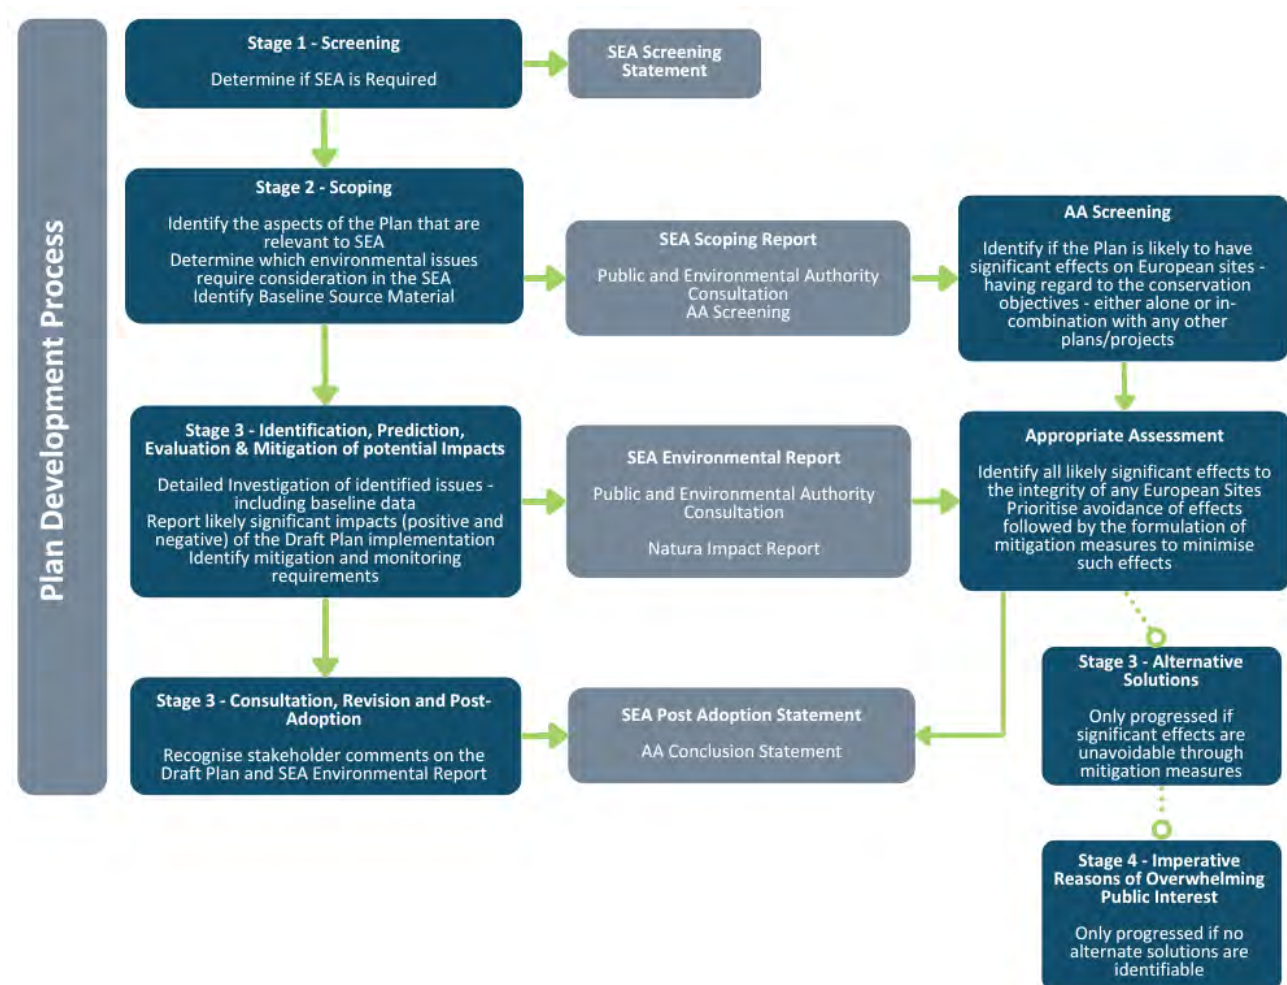 Plan Development Process
Stage 1 - Screening
Determine if SEA is Required
SEA Screening
Statement
Stage 2 - Scoping
Identify the aspects of the Plan that are
relevant to SEA
Determine which environmental issues
require consideration in the SEA
Identify Baseline Source Material
SEA Scoping Report
Public and Environmental Authority
Consultation
AA Screening
AA Screening
Identify if the Plan is likely to have
significant effects on European sites -
having regard to the conservation
objectives - either alone or in-
combination with any other
plans/projects
Stage 3 - Identification, Prediction,
Evaluation & Mitigation of potential Impacts
Detailed Investigation of identified issues -
including baseline data
Report likely significant impacts (positive and
negative) of the Draft Plan implementation
Identify mitigation and monitoring
requirements
SEA Environmental Report
Public and Environmental Authority
Consultation
Natura Impact Report
Appropriate Assessment
Identify all likely significant effects to
the integrity of any European Sites
Prioritise avoidance of effects
followed by the formulation of
mitigation measures to minimise
such effects
Stage 3 - Consultation, Revision and Post-
Adoption
Recognise stakeholder comments on the
Draft Plan and SEA Environmental Report
SEA Post Adoption Statement
AA Conclusion Statement
Stage 3 - Alternative
Solutions
Only progressed if
significant effects are
unavoidable through
mitigation measures
Stage 4 - Imperative
Reasons of Overwhelming
Public Interest
Only progressed if no
alternate solutions are
identifiable